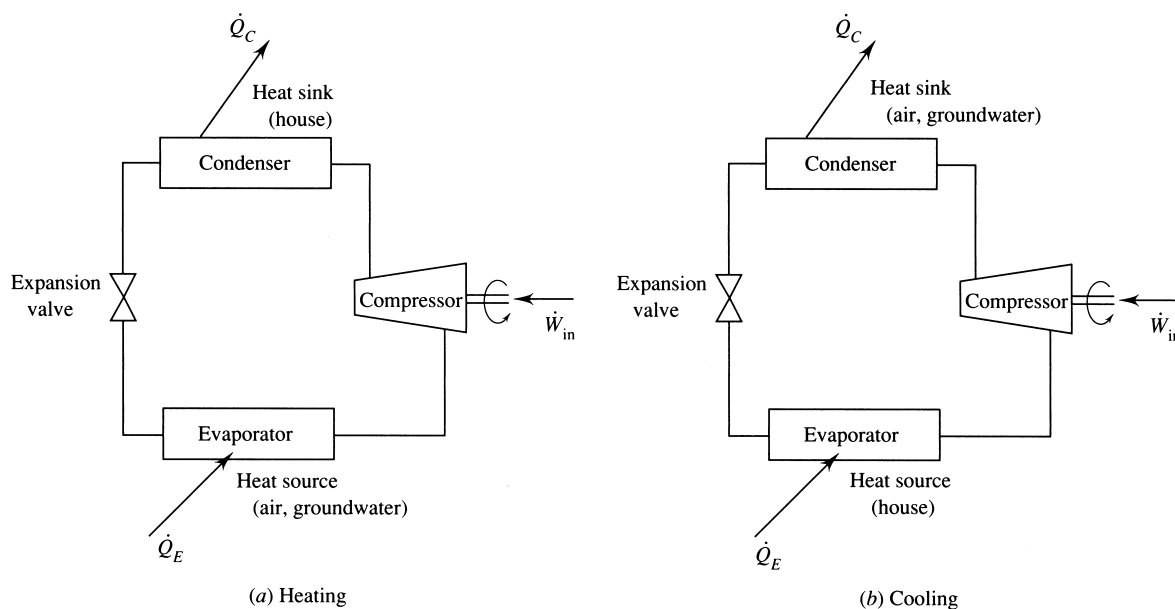 Q̇_C
Heat sink
(house)
Condenser
Expansion
valve
Compressor
Ẇ_in
Evaporator
Heat source
(air, groundwater)
Q̇_E
(a) Heating
Q̇_C
Heat sink
(air, groundwater)
Condenser
Expansion
valve
Compressor
Ẇ_in
Evaporator
Heat source
(house)
Q̇_E
(b) Cooling